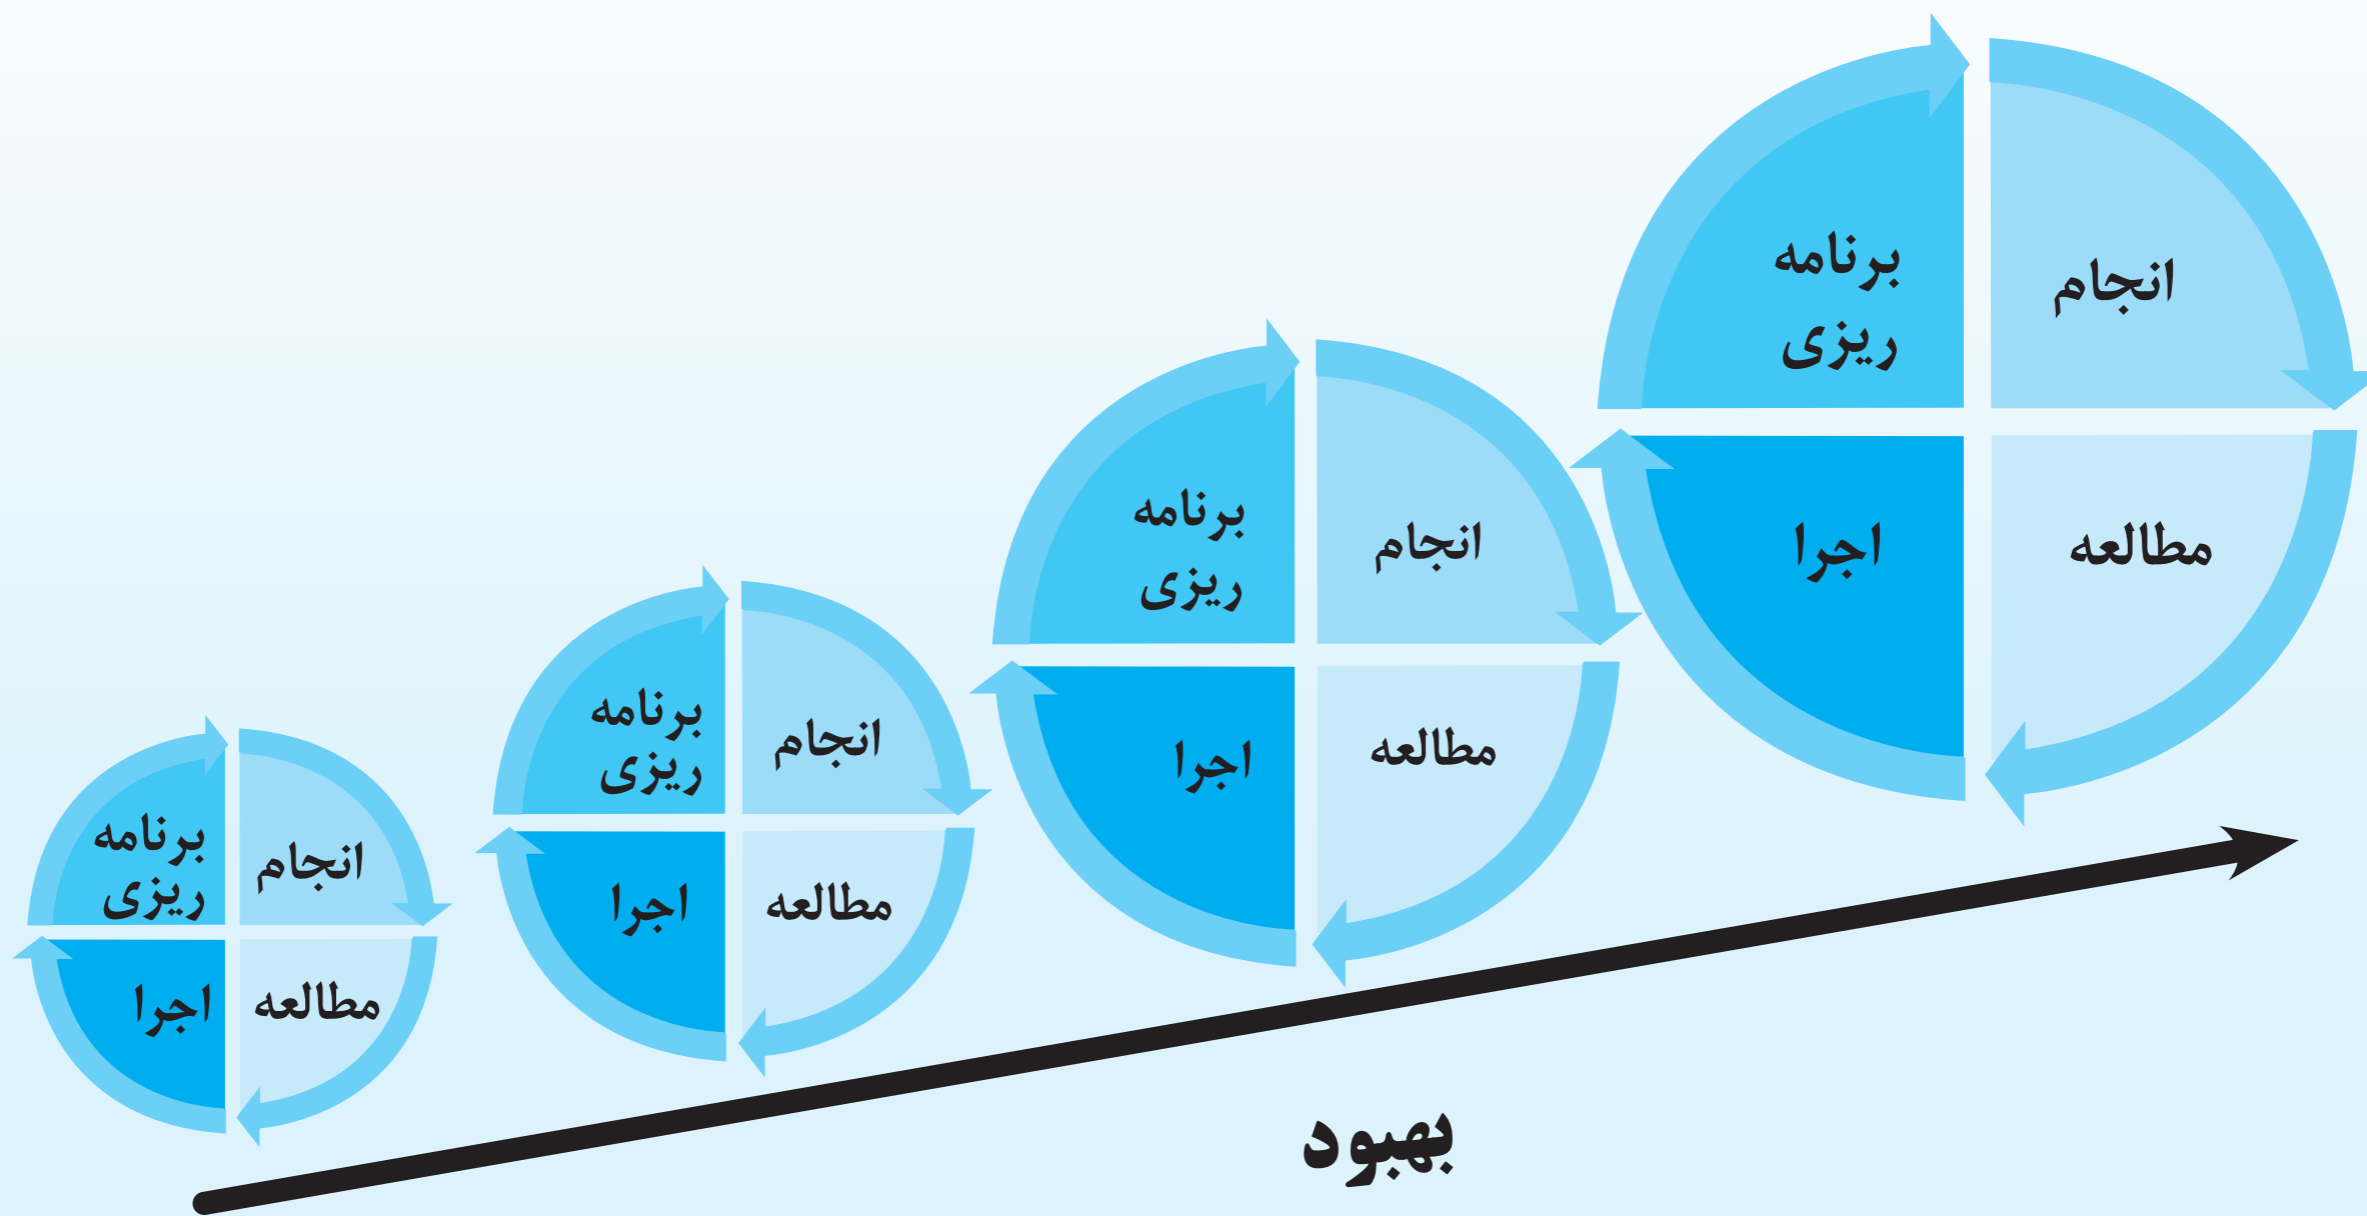 برنامه
ریزی
انجام
مطالعه
اجرا
برنامه
ریزی
انجام
مطالعه
اجرا
برنامه
ریزی
انجام
مطالعه
اجرا
برنامه
ریزی
انجام
مطالعه
اجرا
بهبود